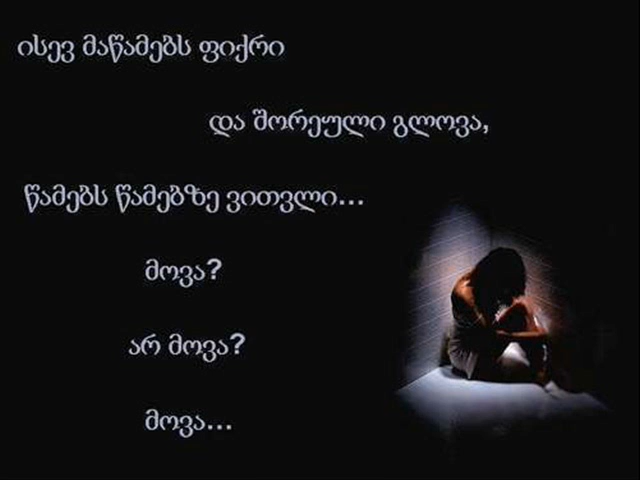 ისევ მაწამებს ფიქრი
და შორეული გლოვა,
წამებს წამებზე ვითვლი...
მოვა?
არ მოვა?
მოვა...